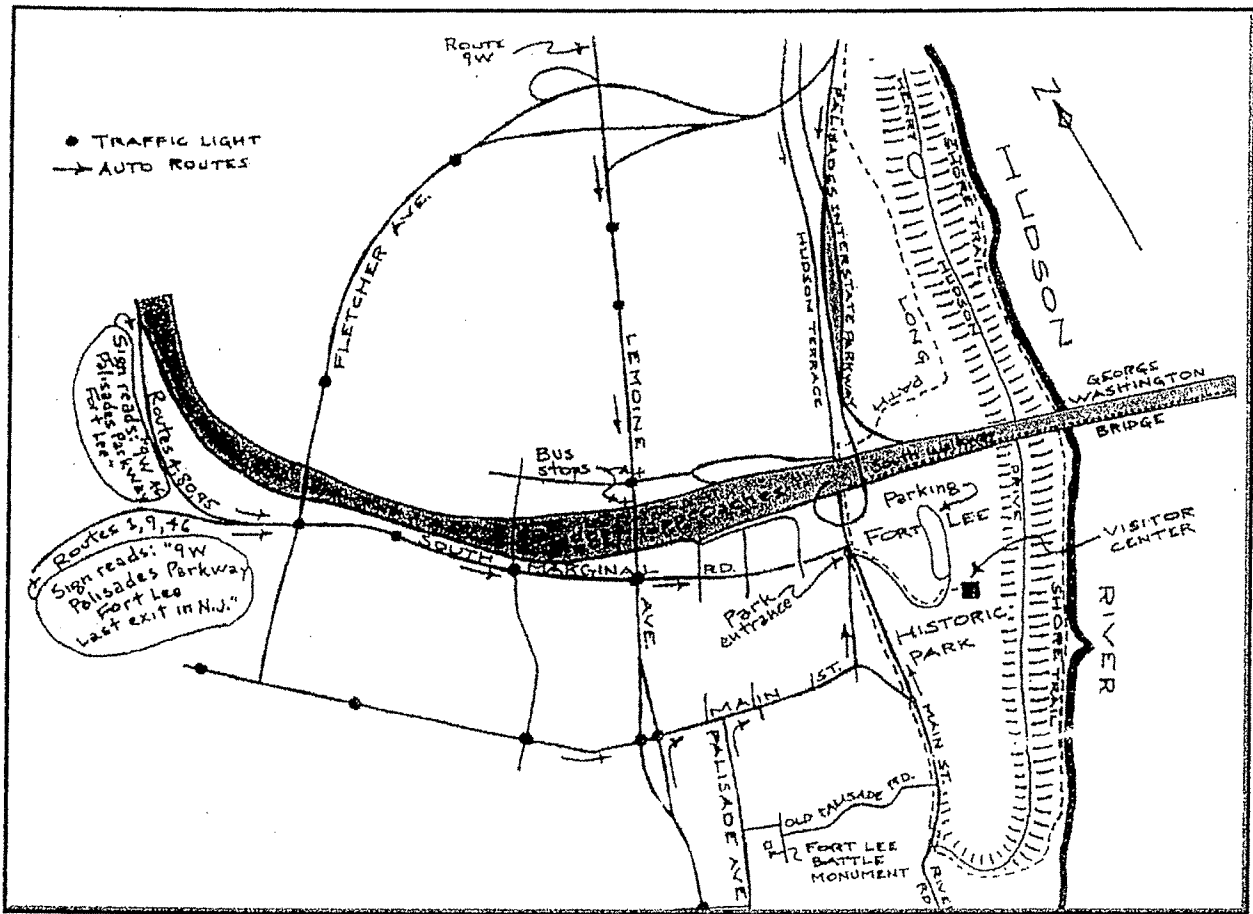 ROUTE
9W
TRAFFIC LIGHT
AUTO ROUTES
N
HUDSON
RIVER
HENRY
HUDSON
DRIVE
SHORE TRAIL
PALISADES INTERSTATE PARKWAY
HUDSON TERRACE
LONG PATH
FLETCHER AVE.
LEMOINE
AVE.
GEORGE
WASHINGTON
BRIDGE
Sign reads: "9W
Palisades Parkway
Fort Lee"
Routes 4, 80, 95
Routes 1, 9, 46
Sign reads: "9W
Palisades Parkway
Fort Lee
Last exit in N.J."
Bus
stops
approaches
SOUTH MARGINAL RD.
Park
entrance
Parking
FORT LEE
HISTORIC
PARK
VISITOR
CENTER
SHORE TRAIL
MAIN ST.
MAIN ST.
PALISADE AVE.
OLD PALISADE RD.
FORT LEE
BATTLE
MONUMENT
RIVER
RD.